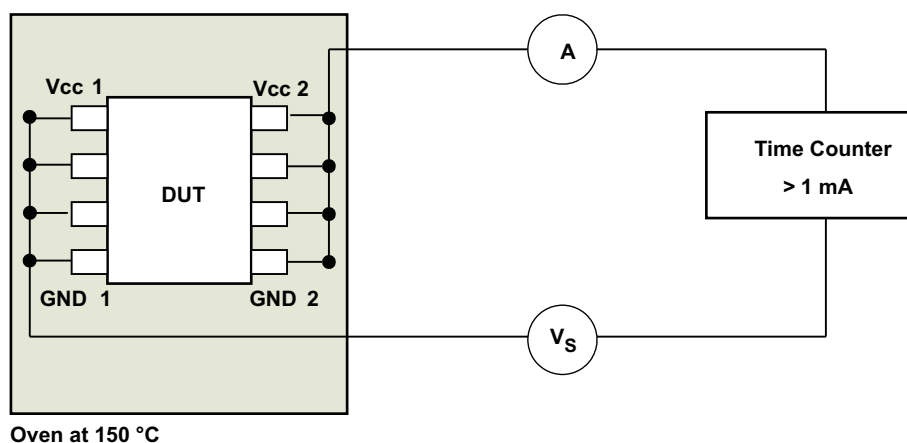 A
Vcc 1
Vcc 2
Time Counter
> 1 mA
DUT
GND 1
GND 2
VS
Oven at 150 °C